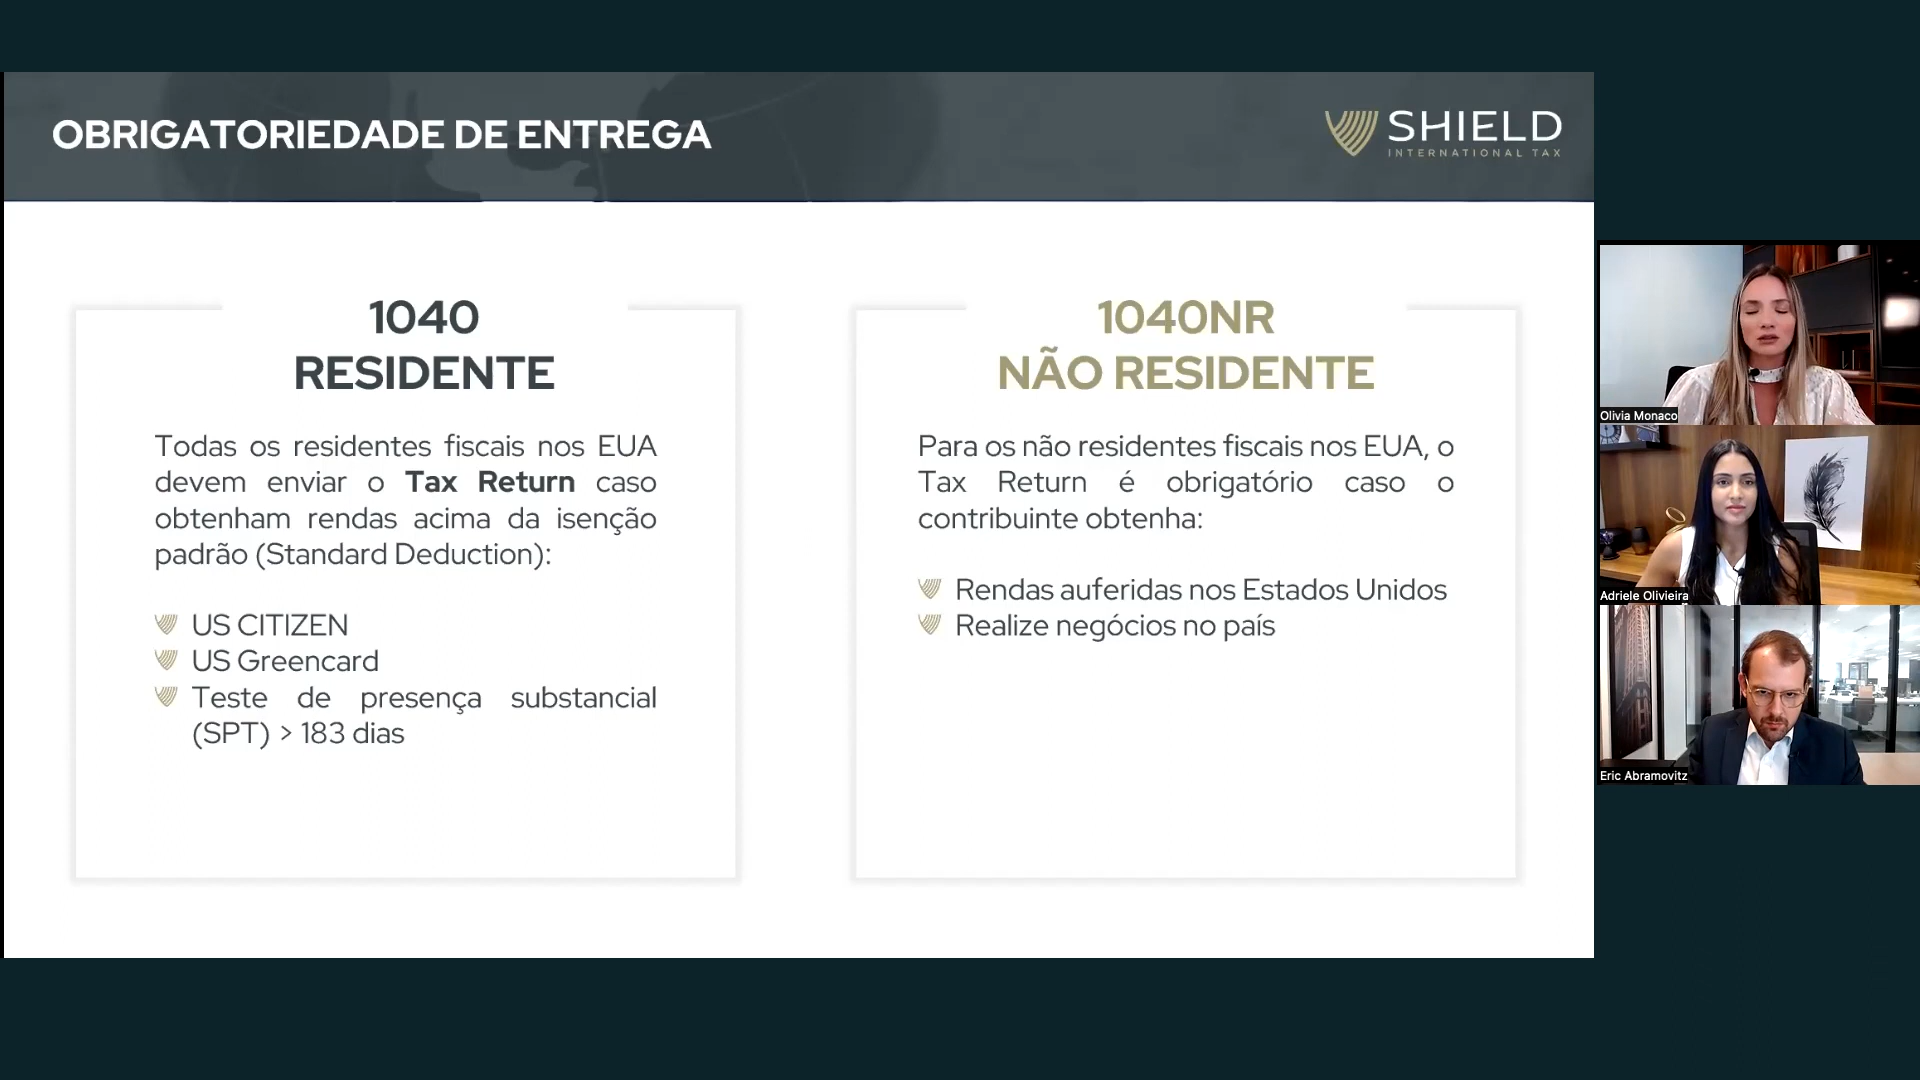 OBRIGATORIEDADE DE ENTREGA
SHIELD
INTERNATIONAL TAX
1040
RESIDENTE
Todas os residentes fiscais nos EUA
devem enviar o Tax Return caso
obtenham rendas acima da isenção
padrão (Standard Deduction):
US CITIZEN
US Greencard
Teste de presença substancial
(SPT) > 183 dias
1040NR
NÃO RESIDENTE
Para os não residentes fiscais nos EUA, o
Tax Return é obrigatório caso o
contribuinte obtenha:
Rendas auferidas nos Estados Unidos
Realize negócios no país
Olivia Monaco
Adriele Olivieira
Eric Abramovitz